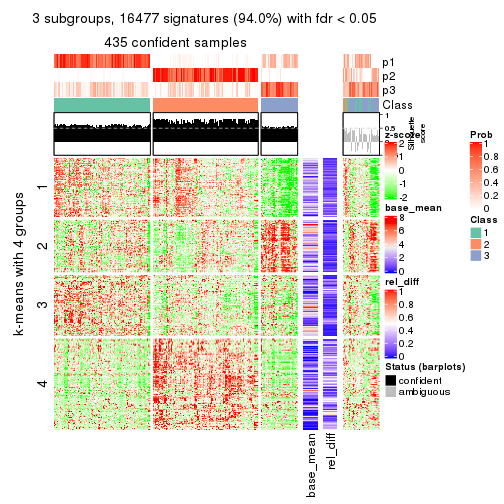 3 subgroups, 16477 signatures (94.0%) with fdr < 0.05
435 confident samples
p1
p2
p3
Class
1
0.5
0
Silhouette
score
k-means with 4 groups
1
2
3
4
base_mean
rel_diff
z-score
2
1
0
-1
-2
base_mean
8
6
4
2
0
rel_diff
1
0.8
0.6
0.4
0.2
0
Status (barplots)
confident
ambiguous
Prob
1
0.8
0.6
0.4
0.2
0
Class
1
2
3